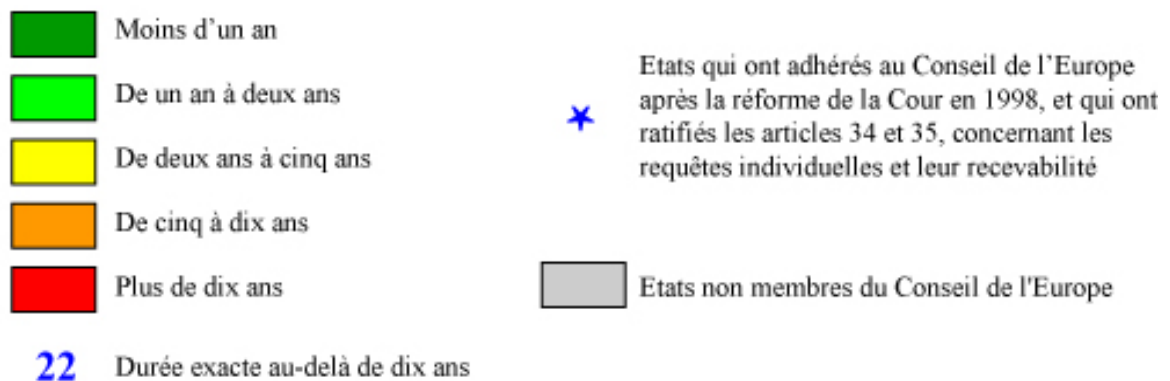 Moins d’un an
De un an à deux ans
De deux ans à cinq ans
De cinq à dix ans
Plus de dix ans
22 Durée exacte au-delà de dix ans
Etats qui ont adhérés au Conseil de l’Europe
après la réforme de la Cour en 1998, et qui ont
ratifiés les articles 34 et 35, concernant les
requêtes individuelles et leur recevabilité
Etats non membres du Conseil de l'Europe